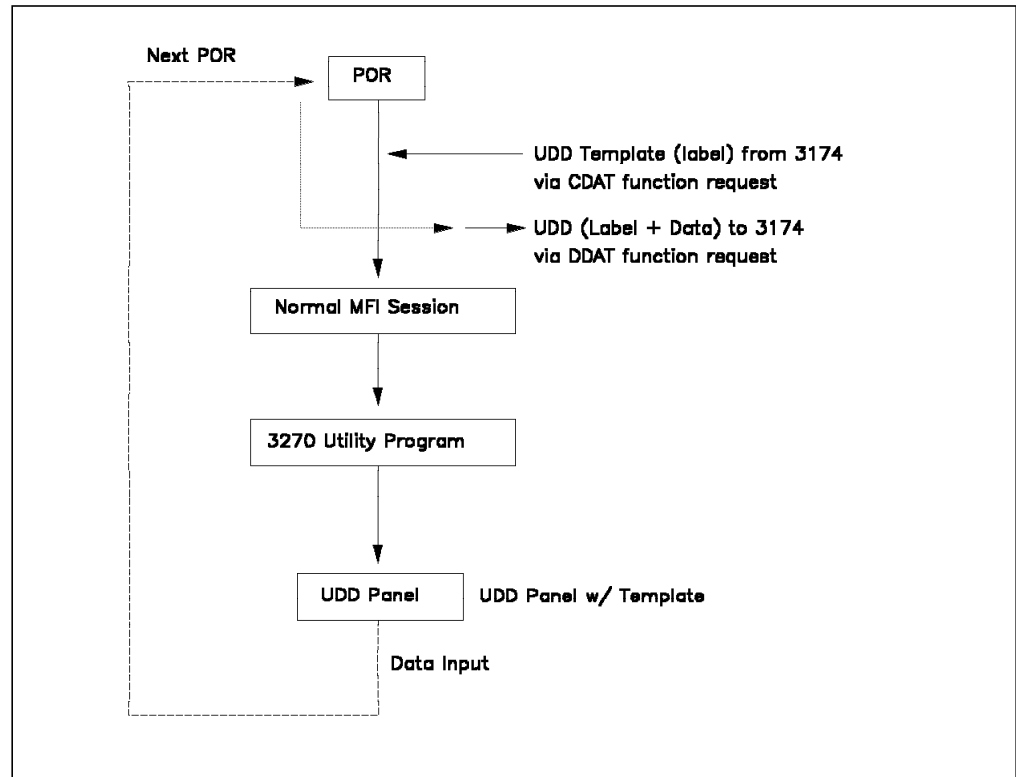 Next POR
POR
UDD Template (label) from 3174
via CDAT function request
UDD (Label + Data) to 3174
via DDAT function request
Normal MFI Session
3270 Utility Program
UDD Panel
UDD Panel w/ Template
Data Input